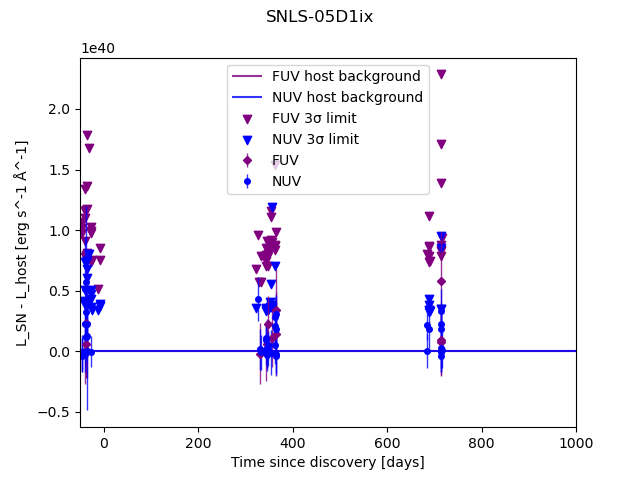 SNLS-05D1ix
1e40
FUV host background
NUV host background
FUV 3σ limit
NUV 3σ limit
FUV
NUV
2.0
1.5
1.0
0.5
0.0
−0.5
L_SN - L_host [erg s^-1 Å^-1]
0
200
400
600
800
1000
Time since discovery [days]